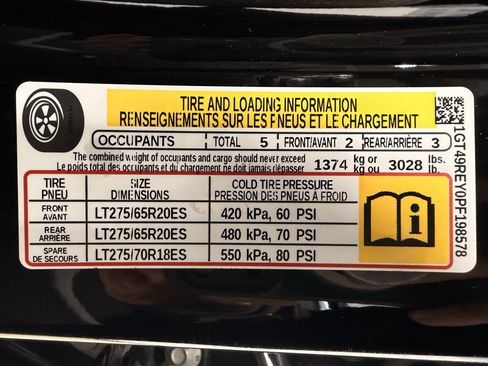 TIRE AND LOADING INFORMATION
RENSEIGNEMENTS SUR LES PNEUS ET LE CHARGEMENT
OCCUPANTS TOTAL 5 FRONT/AVANT 2 REAR/ARRIÈRE 3
The combined weight of occupants and cargo should never exceed 1374 kg or 3028 lbs.
Le poids total des occupants et du chargement ne doit jamais dépasser kg ou lb.
TIRE SIZE COLD TIRE PRESSURE
PNEU DIMENSIONS PRESSION DES PNEUS À FROID
FRONT
AVANT LT275/65R20ES 420 kPa, 60 PSI
REAR
ARRIÈRE LT275/65R20ES 480 kPa, 70 PSI
SPARE
DE SECOURS LT275/70R18ES 550 kPa, 80 PSI
1GT49REY0PF198578